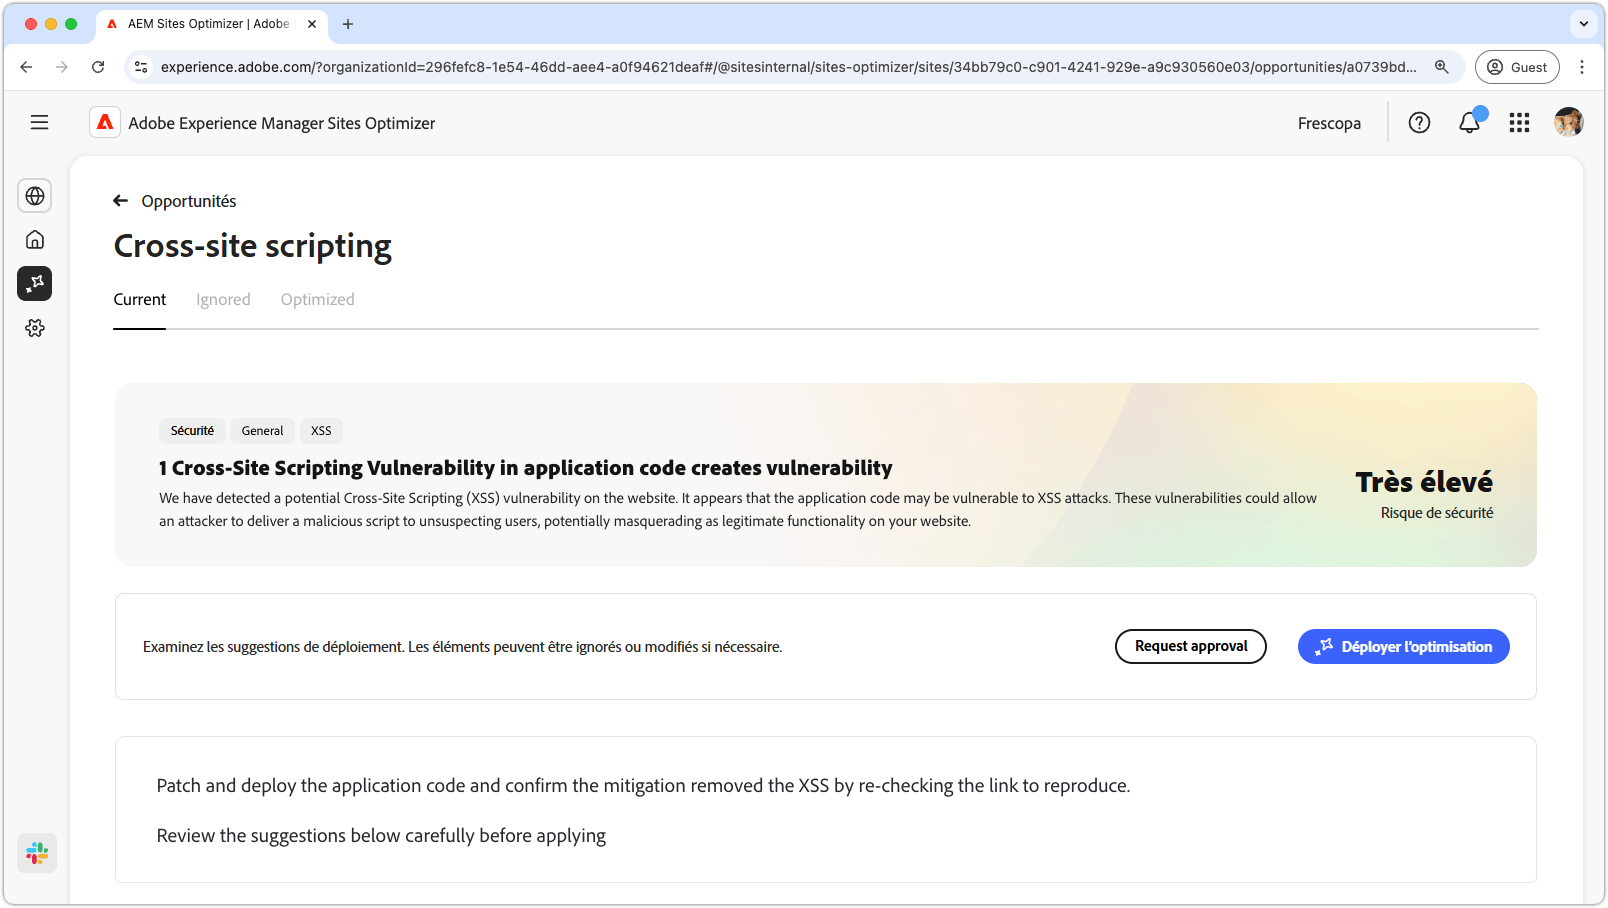 AEM Sites Optimizer | Adobe
experience.adobe.com/?organizationId=296fefc8-1e54-46dd-aee4-a0f94621deaf#/@sitesinternal/sites-optimizer/sites/34bb79c0-c901-4241-929e-a9c930560e03/opportunities/a0739bd...
Guest
Adobe Experience Manager Sites Optimizer
Frescopa
Opportunités
Cross-site scripting
Current Ignored Optimized
Sécurité General XSS
1 Cross-Site Scripting Vulnerability in application code creates vulnerability
We have detected a potential Cross-Site Scripting (XSS) vulnerability on the website. It appears that the application code may be vulnerable to XSS attacks. These vulnerabilities could allow
an attacker to deliver a malicious script to unsuspecting users, potentially masquerading as legitimate functionality on your website.
Très élevé
Risque de sécurité
Examinez les suggestions de déploiement. Les éléments peuvent être ignorés ou modifiés si nécessaire.
Request approval
Déployer l'optimisation
Patch and deploy the application code and confirm the mitigation removed the XSS by re-checking the link to reproduce.
Review the suggestions below carefully before applying